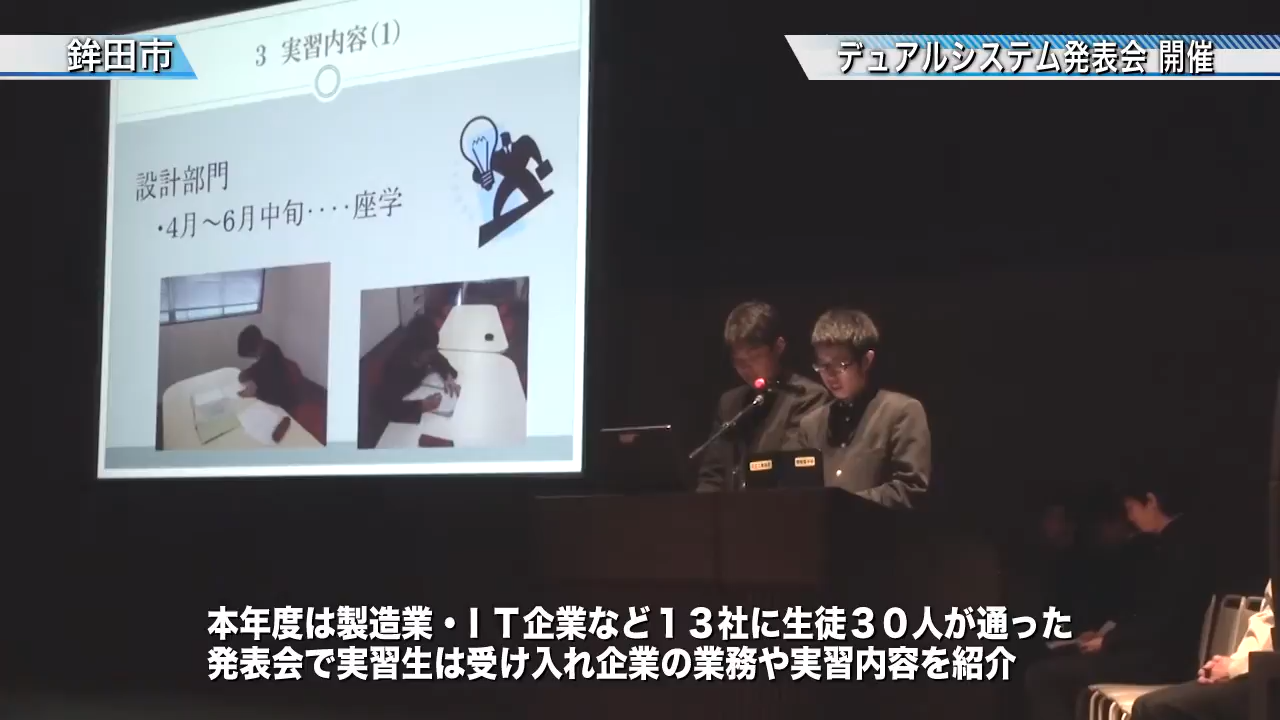 鉾田市
デュアルシステム発表会 開催
3 実習内容(1)
設計部門
・4月～6月中旬‥‥座学
本年度は製造業・ＩＴ企業など１３社に生徒３０人が通った
発表会で実習生は受け入れ企業の業務や実習内容を紹介